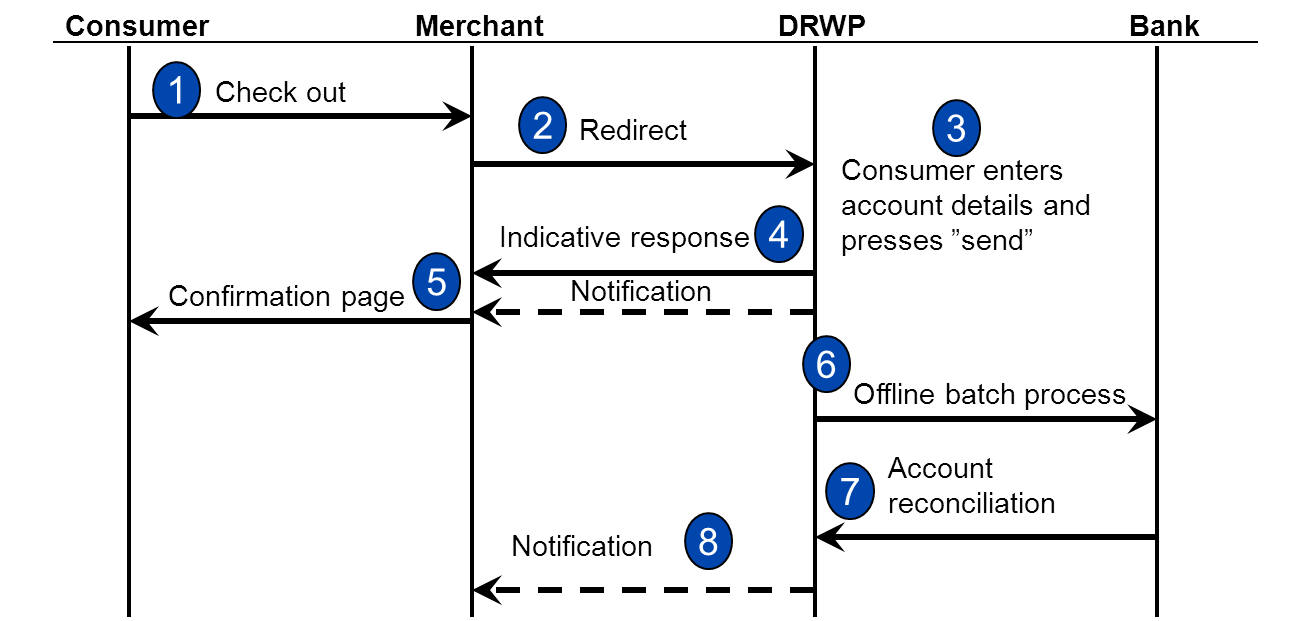 Consumer Merchant DRWP Bank
1 Check out
2 Redirect
3
Consumer enters
account details and
presses ”send”
Indicative response 4
Notification
Confirmation page 5
6
Offline batch process
7 Account
reconciliation
Notification 8